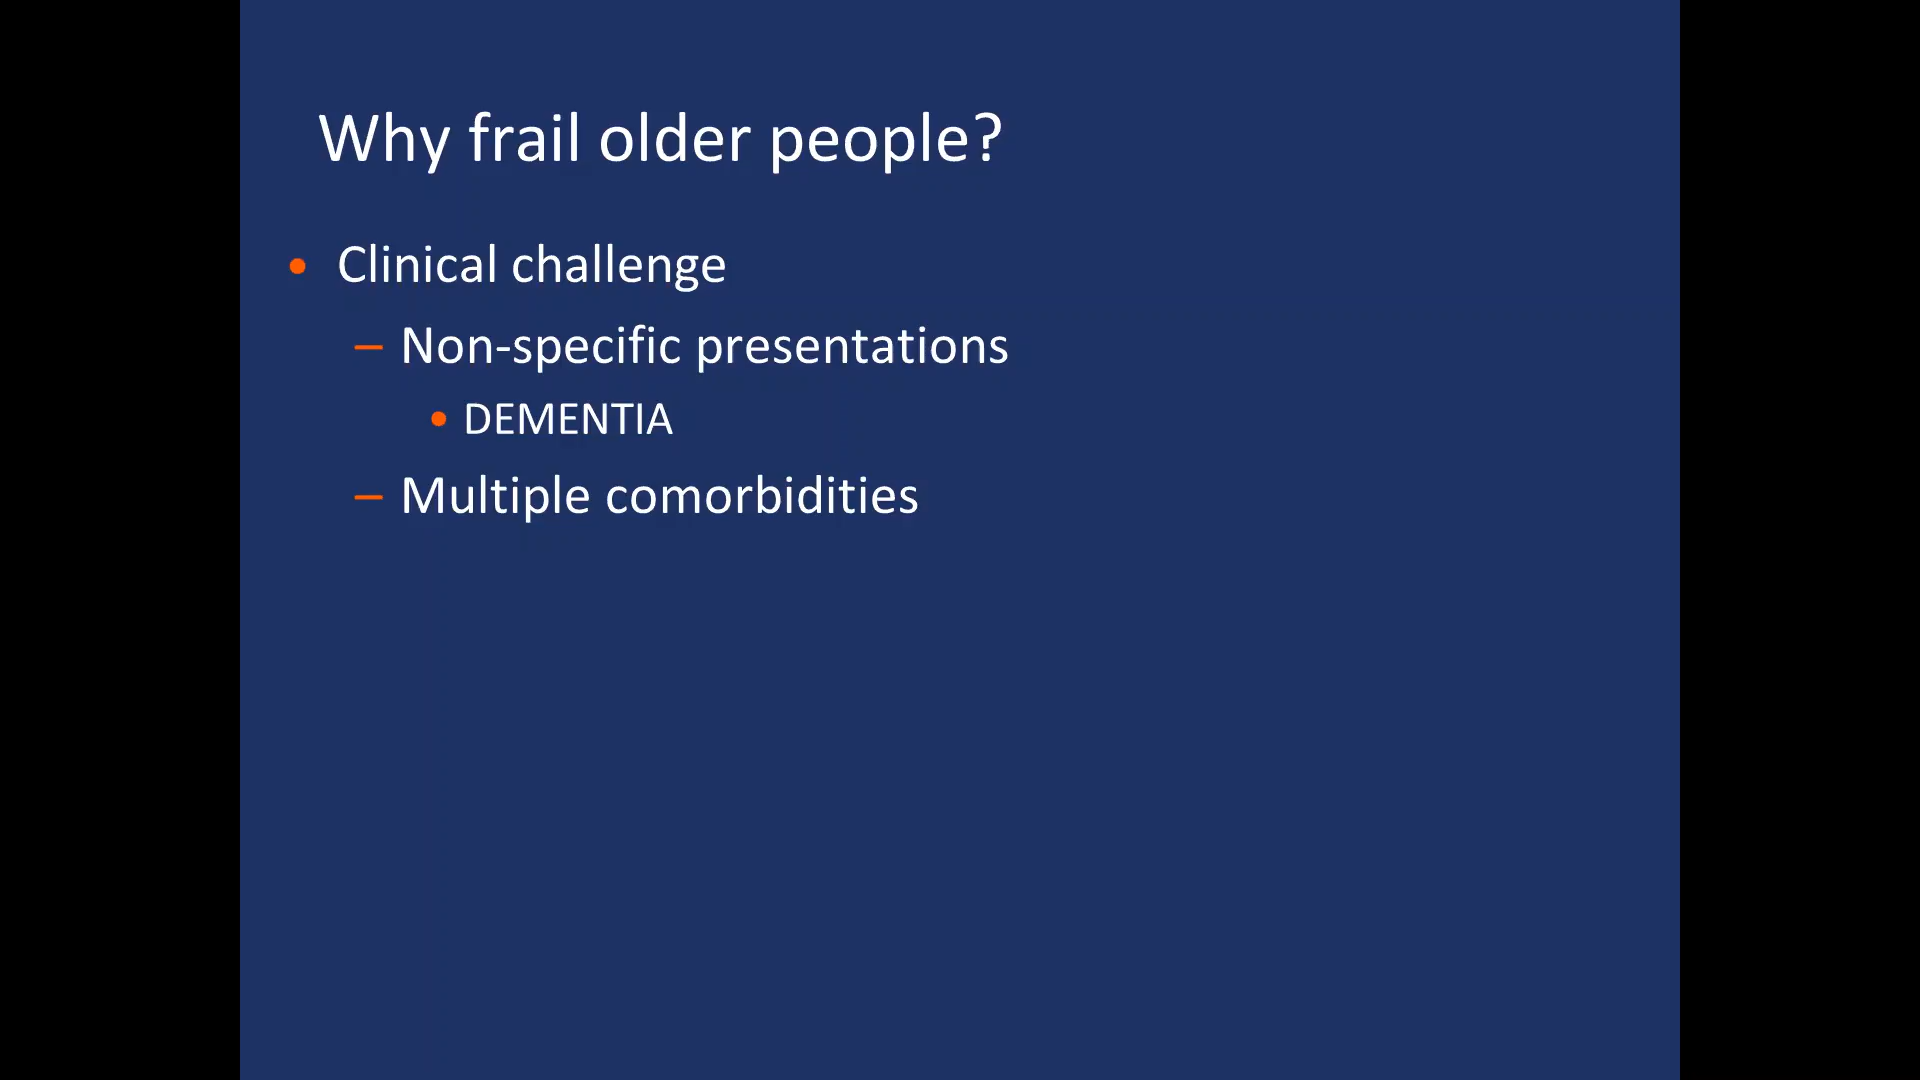 Why frail older people?
• Clinical challenge
– Non-specific presentations
• DEMENTIA
– Multiple comorbidities